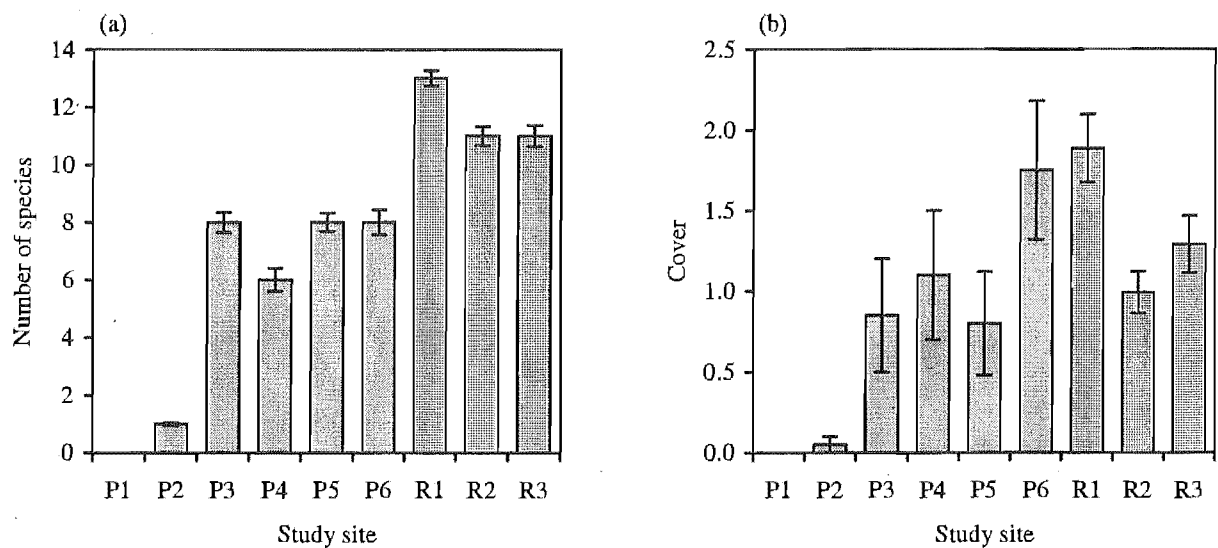 (a)
Number of species
14
12
10
8
6
4
2
0
P1 P2 P3 P4 P5 P6 R1 R2 R3
Study site
(b)
Cover
2.5
2.0
1.5
1.0
0.5
0.0
P1 P2 P3 P4 P5 P6 R1 R2 R3
Study site